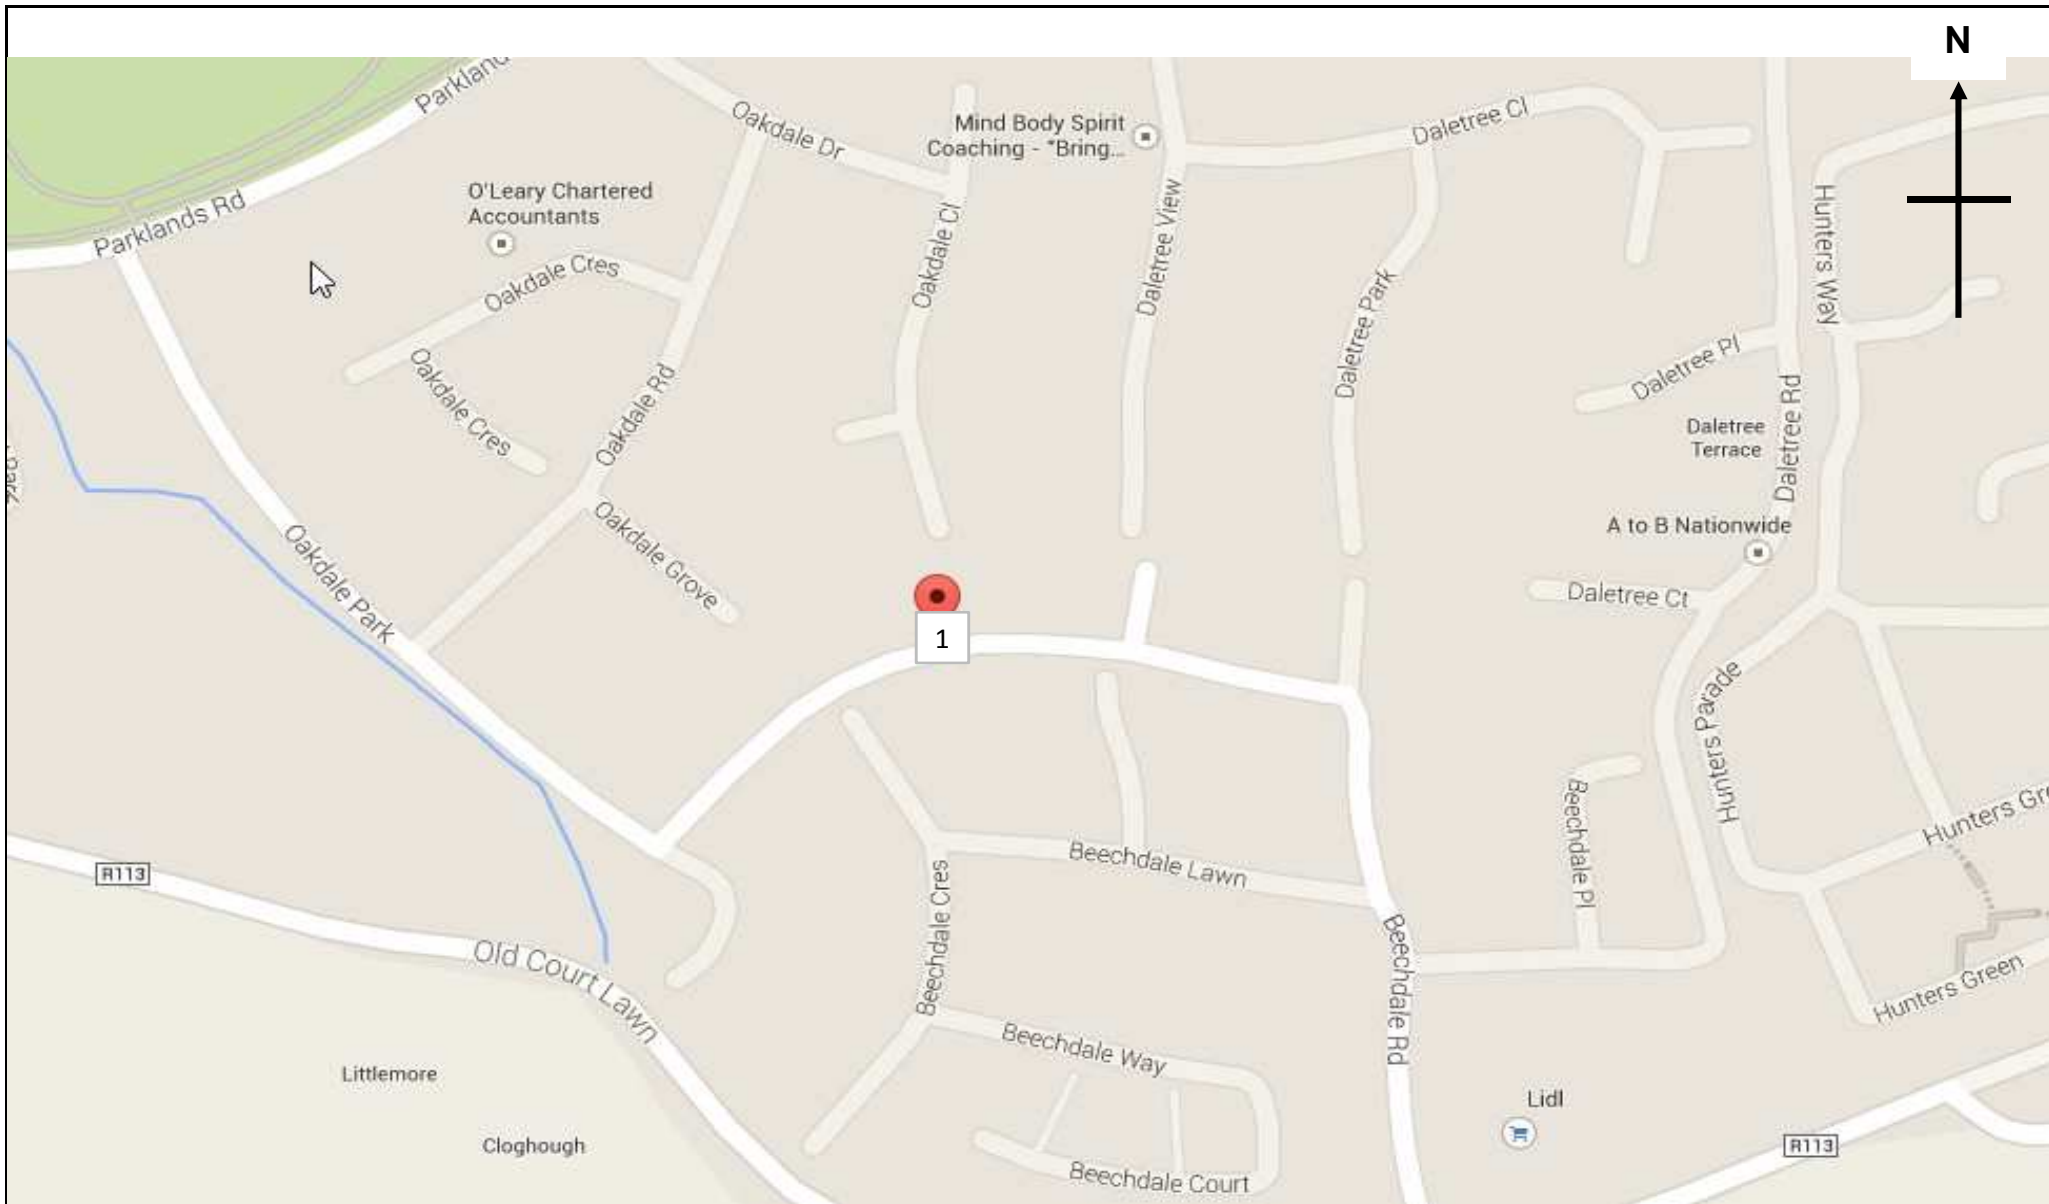 N
Parkland
Oakdale Dr
Mind Body Spirit
Coaching - "Bring...
Daletree Cl
O'Leary Chartered
Accountants
Parklands Rd
Oakdale Cl
Daletree View
Hunters Way
Oakdale Cres
Daletree Park
Daletree Pl
Oakdale Cres
Oakdale Rd
Daletree Rd
Daletree
Terrace
A to B Nationwide
Oakdale Grove
Oakdale Park
Daletree Ct
1
Hunters Parade
Beechdale Pl
Hunters Gr
R113
Beechdale Lawn
Beechdale Cres
Beechdale Rd
Old Court Lawn
Hunters Green
Beechdale Way
Littlemore
Lidl
Cloghough
R113
Beechdale Court